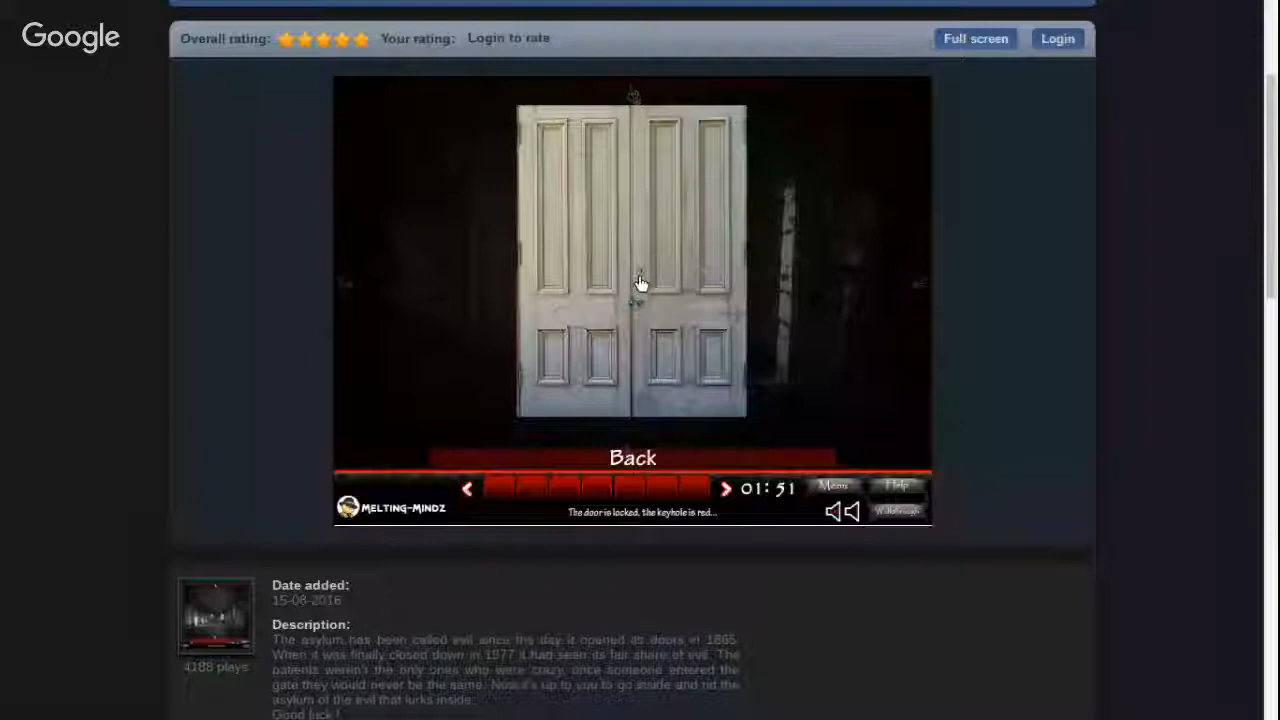 Google
Overall rating: Your rating: Login to rate Full screen Login
Back
01:51 Menu Help
MELTING-MINDZ The door is locked, the keyhole is red... Walkthrough
Date added:
15-08-2016
Description:
The asylum has been called evil since the day it opened its doors in 1865.
When it was finally closed down in 1977 it had seen its fair share of evil. The
patients weren't the only ones who were crazy, once someone entered the
gate they would never be the same. Now it's up to you to go inside and rid the
asylum of the evil that lurks inside.
Good luck !
4188 plays